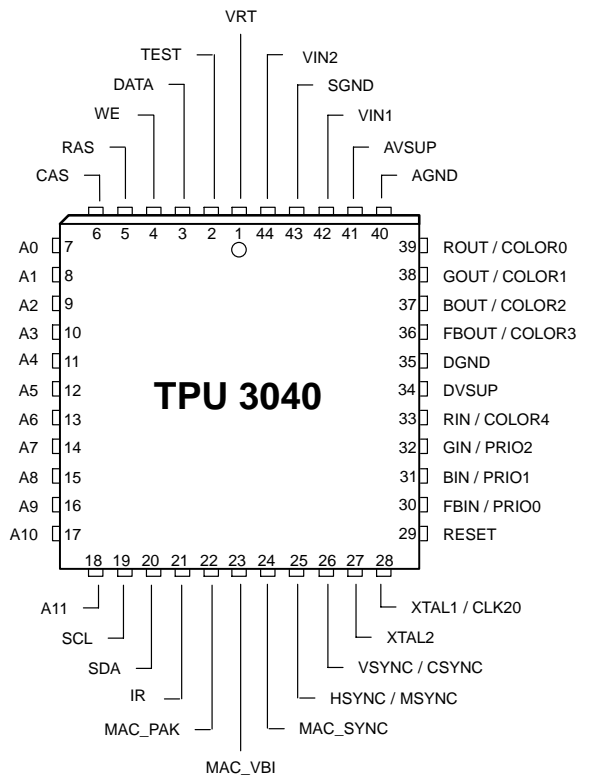 VRT
TEST
VIN2
DATA
SGND
WE
VIN1
RAS
AVSUP
CAS
AGND
6 5 4 3 2 1 44 43 42 41 40
A0 7
39 ROUT / COLOR0
A1 8
38 GOUT / COLOR1
A2 9
37 BOUT / COLOR2
A3 10
36 FBOUT / COLOR3
A4 11
35 DGND
A5 12
34 DVSUP
TPU 3040
A6 13
33 RIN / COLOR4
A7 14
32 GIN / PRIO2
A8 15
31 BIN / PRIO1
A9 16
30 FBIN / PRIO0
A10 17
29 RESET
18 19 20 21 22 23 24 25 26 27 28
A11
XTAL1 / CLK20
SCL
XTAL2
SDA
VSYNC / CSYNC
IR
HSYNC / MSYNC
MAC_PAK
MAC_SYNC
MAC_VBI